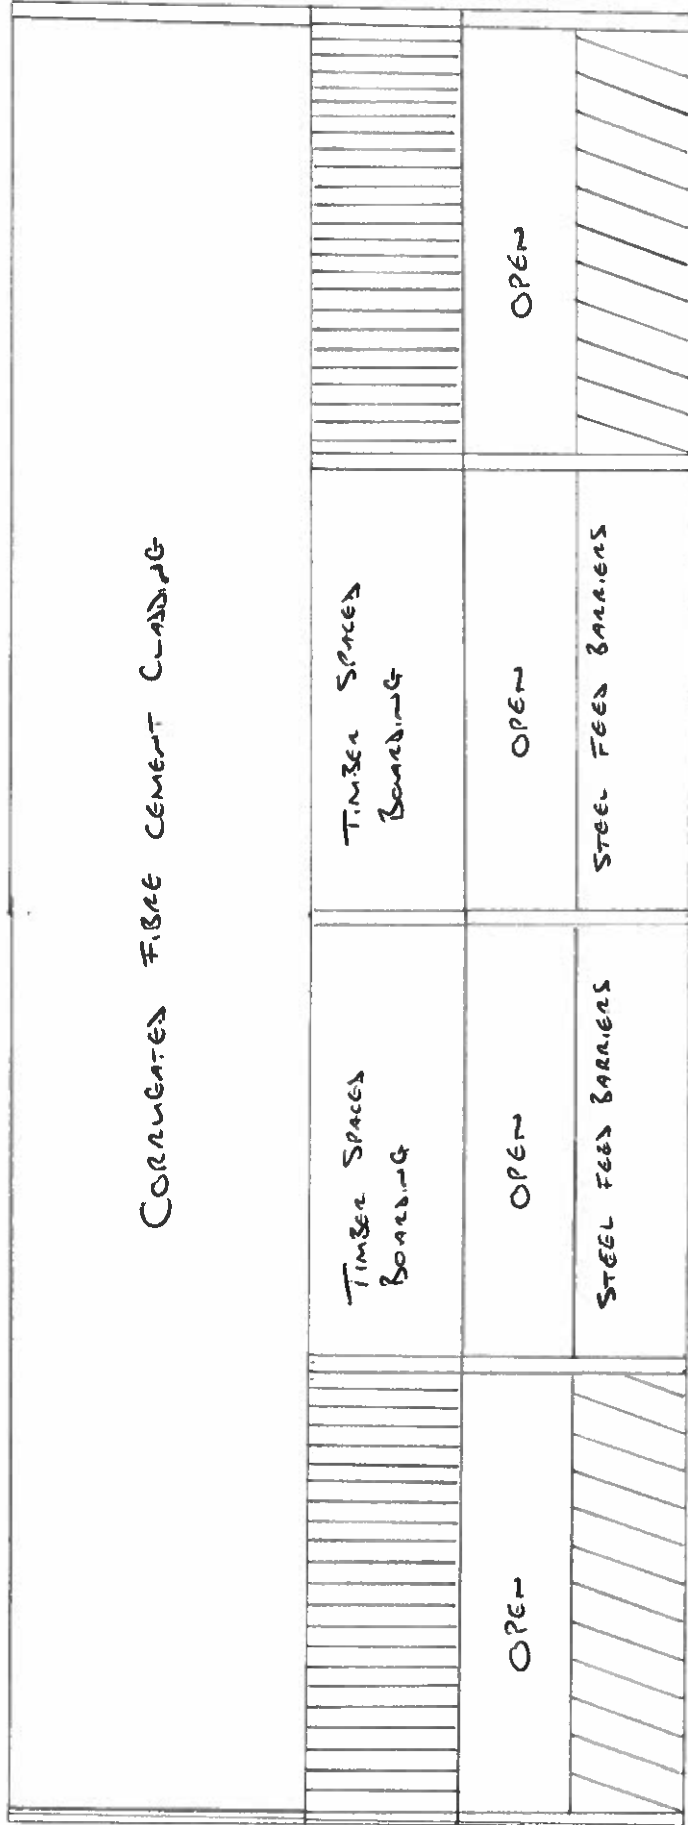 CORRUGATED FIBRE CEMENT CLADDING
TIMBER SPACED
BOARDING
TIMBER SPACED
BOARDING
OPEN
OPEN
OPEN
OPEN
STEEL FEED BARRIERS
STEEL FEED BARRIERS